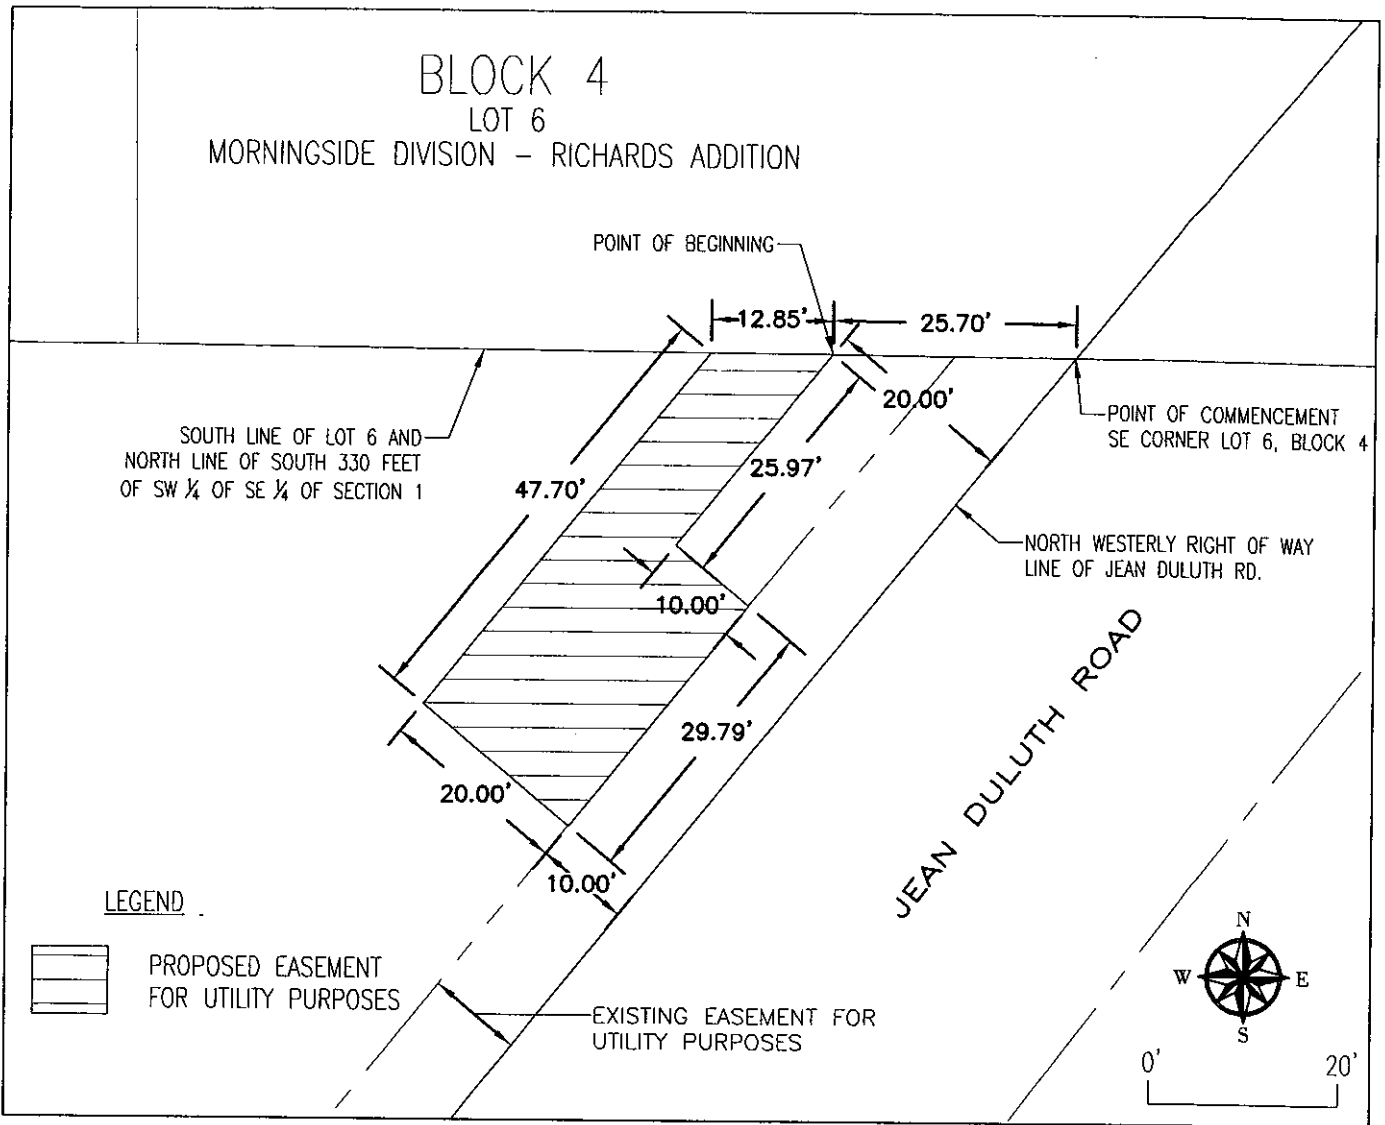 BLOCK 4
LOT 6
MORNINGSIDE DIVISION – RICHARDS ADDITION
POINT OF BEGINNING
12.85'
25.70'
20.00'
POINT OF COMMENCEMENT
SE CORNER LOT 6, BLOCK 4
SOUTH LINE OF LOT 6 AND
NORTH LINE OF SOUTH 330 FEET
OF SW ¼ OF SE ¼ OF SECTION 1
47.70'
25.97'
NORTH WESTERLY RIGHT OF WAY
LINE OF JEAN DULUTH RD.
10.00'
29.79'
JEAN DULUTH ROAD
20.00'
10.00'
LEGEND
PROPOSED EASEMENT
FOR UTILITY PURPOSES
EXISTING EASEMENT FOR
UTILITY PURPOSES
N
W
E
S
0'
20'